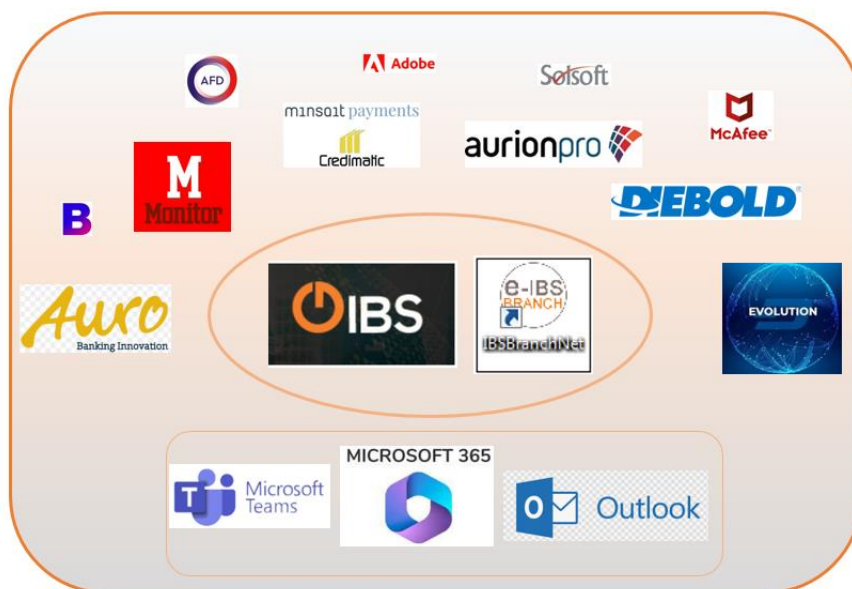 AFD
Adobe
Solsoft
minsait payments
Credimatic
aurionpro
McAfee™
M
Monitor
DIEBOLD®
B
Auro
Banking Innovation
IBS
e-IBS
BRANCH
IBSBranchNet
EVOLUTION
MICROSOFT 365
T
Microsoft
Teams
O
Outlook